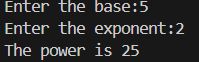 Enter the base:5
Enter the exponent:2
The power is 25